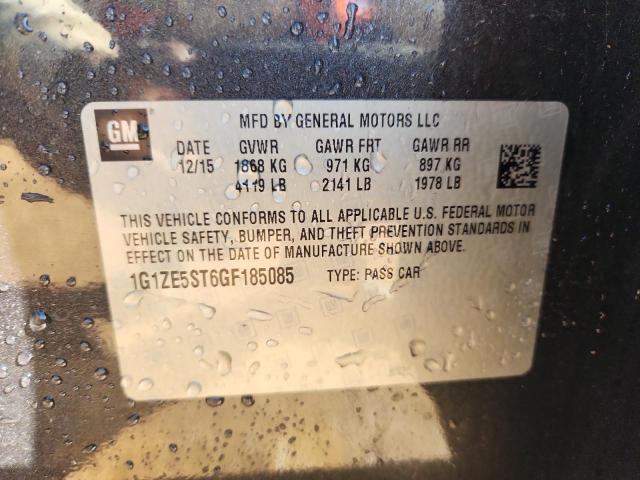 GM
MFD BY GENERAL MOTORS LLC
DATE GVWR GAWR FRT GAWR RR
12/15 1868 KG 971 KG 897 KG
4119 LB 2141 LB 1978 LB
THIS VEHICLE CONFORMS TO ALL APPLICABLE U.S. FEDERAL MOTOR
VEHICLE SAFETY, BUMPER, AND THEFT PREVENTION STANDARDS IN
EFFECT ON THE DATE OF MANUFACTURE SHOWN ABOVE.
1G1ZE5ST6GF185085 TYPE: PASS CAR